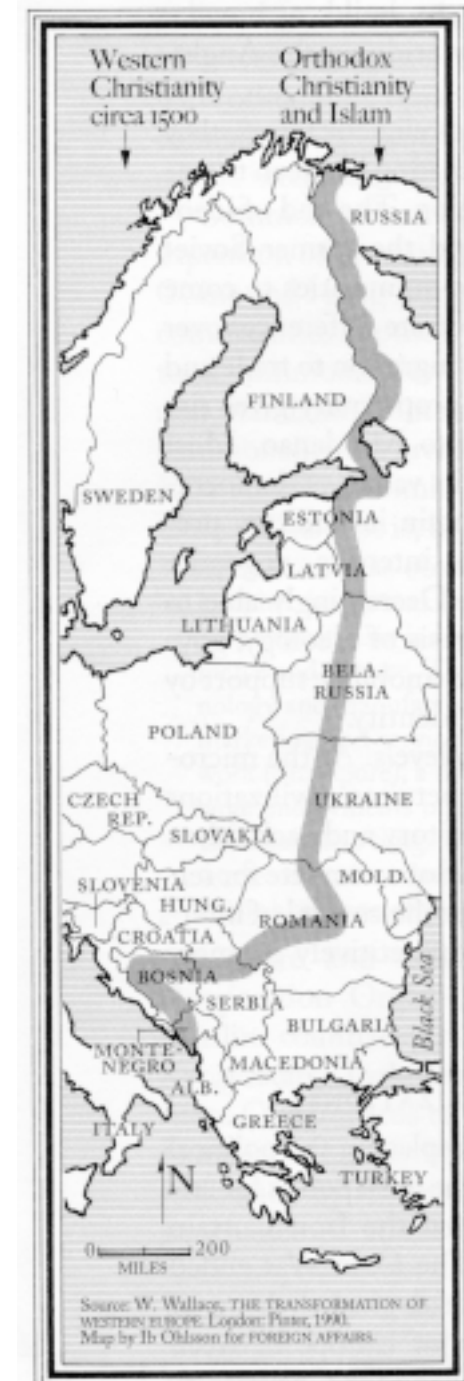 Western
Christianity
circa 1500
Orthodox
Christianity
and Islam
RUSSIA
FINLAND
SWEDEN
ESTONIA
LATVIA
LITHUANIA
BELA-
RUSSIA
POLAND
CZECH
REP.
UKRAINE
SLOVAKIA
MOLD.
SLOVENIA
HUNG.
ROMANIA
CROATIA
BOSNIA
SERBIA
Black Sea
BULGARIA
MONTE-
NEGRO
MACEDONIA
ALB.
ITALY
GREECE
TURKEY
N
0 200
MILES
Source: W. Wallace, THE TRANSFORMATION OF
WESTERN EUROPE. London: Pinter, 1990.
Map by Ib Ohlsson for FOREIGN AFFAIRS.